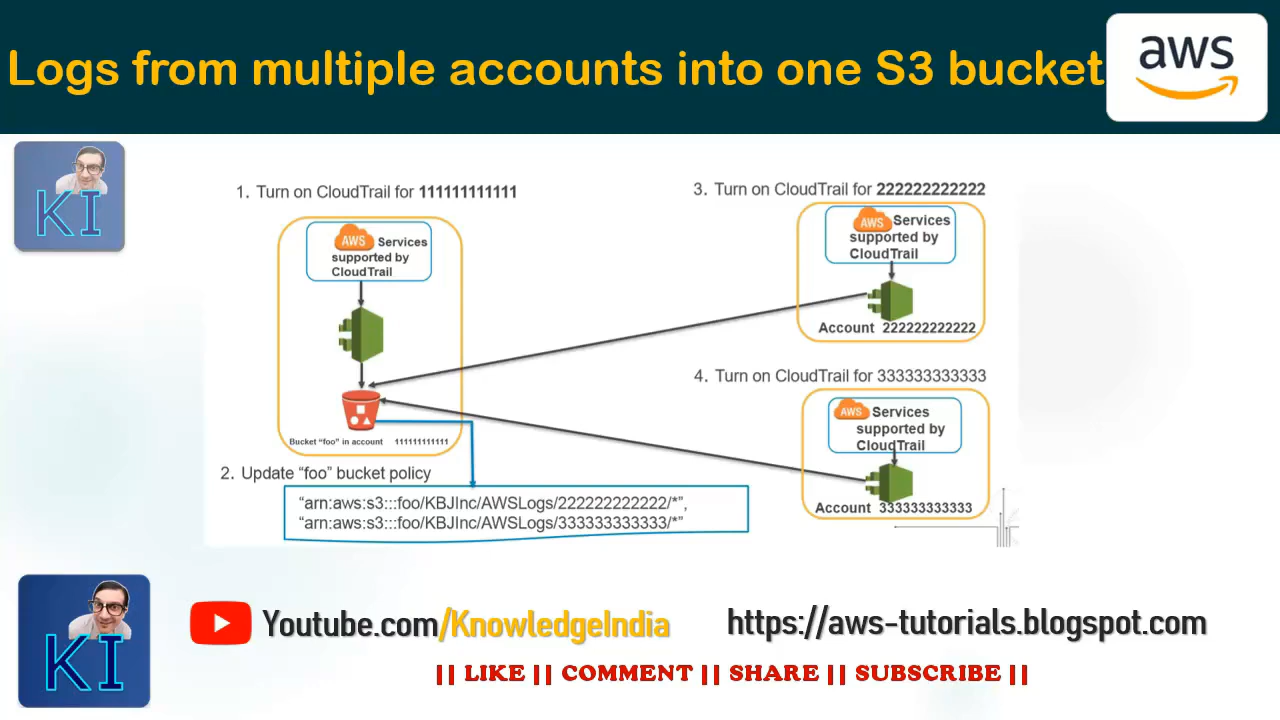 Logs from multiple accounts into one S3 bucket
aws
KI
1. Turn on CloudTrail for 111111111111
AWS Services
supported by
CloudTrail
Bucket “foo” in account 111111111111
2. Update “foo” bucket policy
“arn:aws:s3:::foo/KBJInc/AWSLogs/222222222222/*”,
“arn:aws:s3:::foo/KBJInc/AWSLogs/333333333333/*”
3. Turn on CloudTrail for 222222222222
AWS Services
supported by
CloudTrail
Account 222222222222
4. Turn on CloudTrail for 333333333333
AWS Services
supported by
CloudTrail
Account 333333333333
KI
Youtube.com/KnowledgeIndia
https://aws-tutorials.blogspot.com
|| LIKE || COMMENT || SHARE || SUBSCRIBE ||